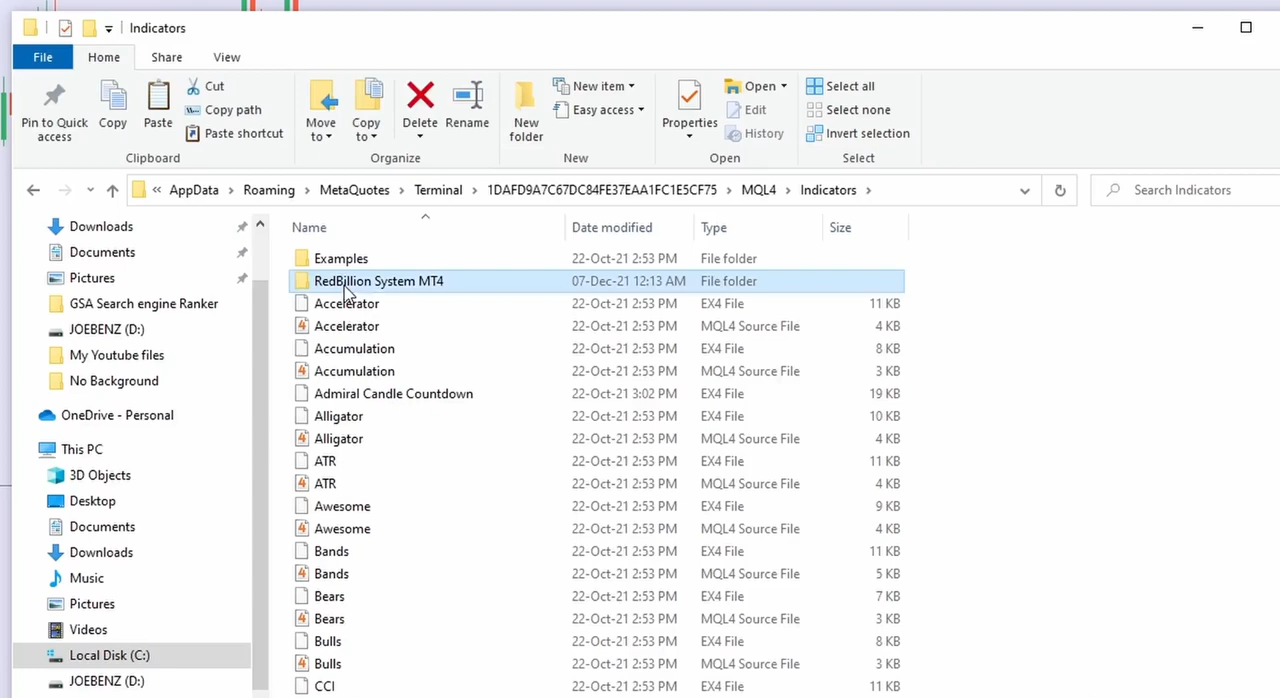 Indicators
File Home Share View
Pin to Quick access
Copy
Paste
Cut
Copy path
Paste shortcut
Clipboard
Move to
Copy to
Delete
Rename
Organize
New folder
New item
Easy access
New
Properties
Open
Edit
History
Open
Select all
Select none
Invert selection
Select
« AppData › Roaming › MetaQuotes › Terminal › 1DAFD9A7C67DC84FE37EAA1FC1E5CF75 › MQL4 › Indicators ›
Search Indicators
Downloads
Documents
Pictures
GSA Search engine Ranker
JOEBENZ (D:)
My Youtube files
No Background
OneDrive - Personal
This PC
3D Objects
Desktop
Documents
Downloads
Music
Pictures
Videos
Local Disk (C:)
JOEBENZ (D:)
Name Date modified Type Size
Examples 22-Oct-21 2:53 PM File folder
RedBillion System MT4 07-Dec-21 12:13 AM File folder
Accelerator 22-Oct-21 2:53 PM EX4 File 11 KB
Accelerator 22-Oct-21 2:53 PM MQL4 Source File 4 KB
Accumulation 22-Oct-21 2:53 PM EX4 File 8 KB
Accumulation 22-Oct-21 2:53 PM MQL4 Source File 3 KB
Admiral Candle Countdown 22-Oct-21 3:02 PM EX4 File 19 KB
Alligator 22-Oct-21 2:53 PM EX4 File 10 KB
Alligator 22-Oct-21 2:53 PM MQL4 Source File 4 KB
ATR 22-Oct-21 2:53 PM EX4 File 11 KB
ATR 22-Oct-21 2:53 PM MQL4 Source File 4 KB
Awesome 22-Oct-21 2:53 PM EX4 File 9 KB
Awesome 22-Oct-21 2:53 PM MQL4 Source File 4 KB
Bands 22-Oct-21 2:53 PM EX4 File 11 KB
Bands 22-Oct-21 2:53 PM MQL4 Source File 5 KB
Bears 22-Oct-21 2:53 PM EX4 File 7 KB
Bears 22-Oct-21 2:53 PM MQL4 Source File 3 KB
Bulls 22-Oct-21 2:53 PM EX4 File 8 KB
Bulls 22-Oct-21 2:53 PM MQL4 Source File 3 KB
CCI 22-Oct-21 2:53 PM EX4 File 11 KB